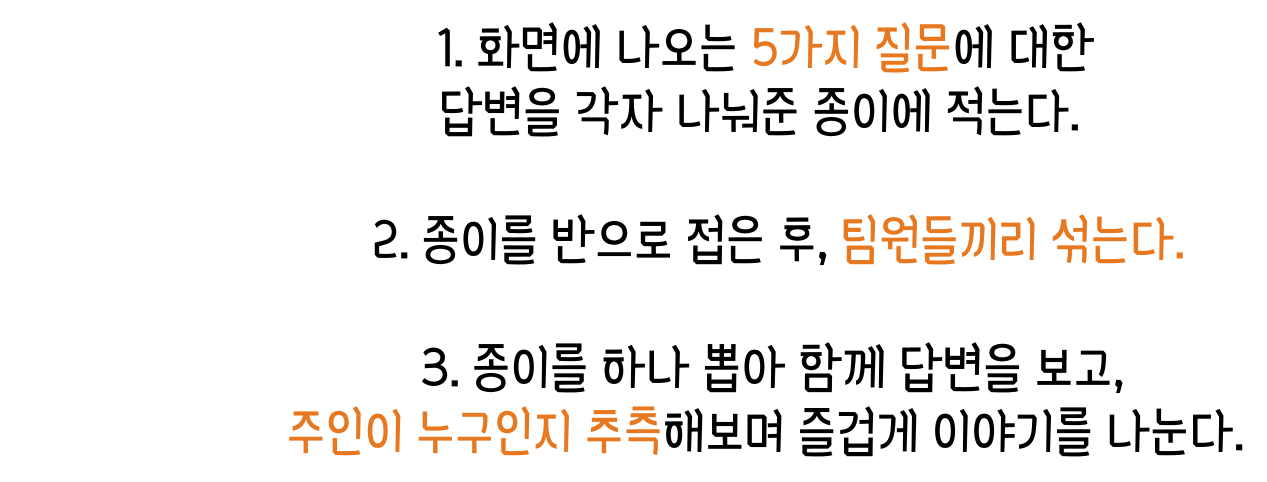 1. 화면에 나오는 5가지 질문에 대한
답변을 각자 나눠준 종이에 적는다.
2. 종이를 반으로 접은 후, 팀원들끼리 섞는다.
3. 종이를 하나 뽑아 함께 답변을 보고,
주인이 누구인지 추측해보며 즐겁게 이야기를 나눈다.